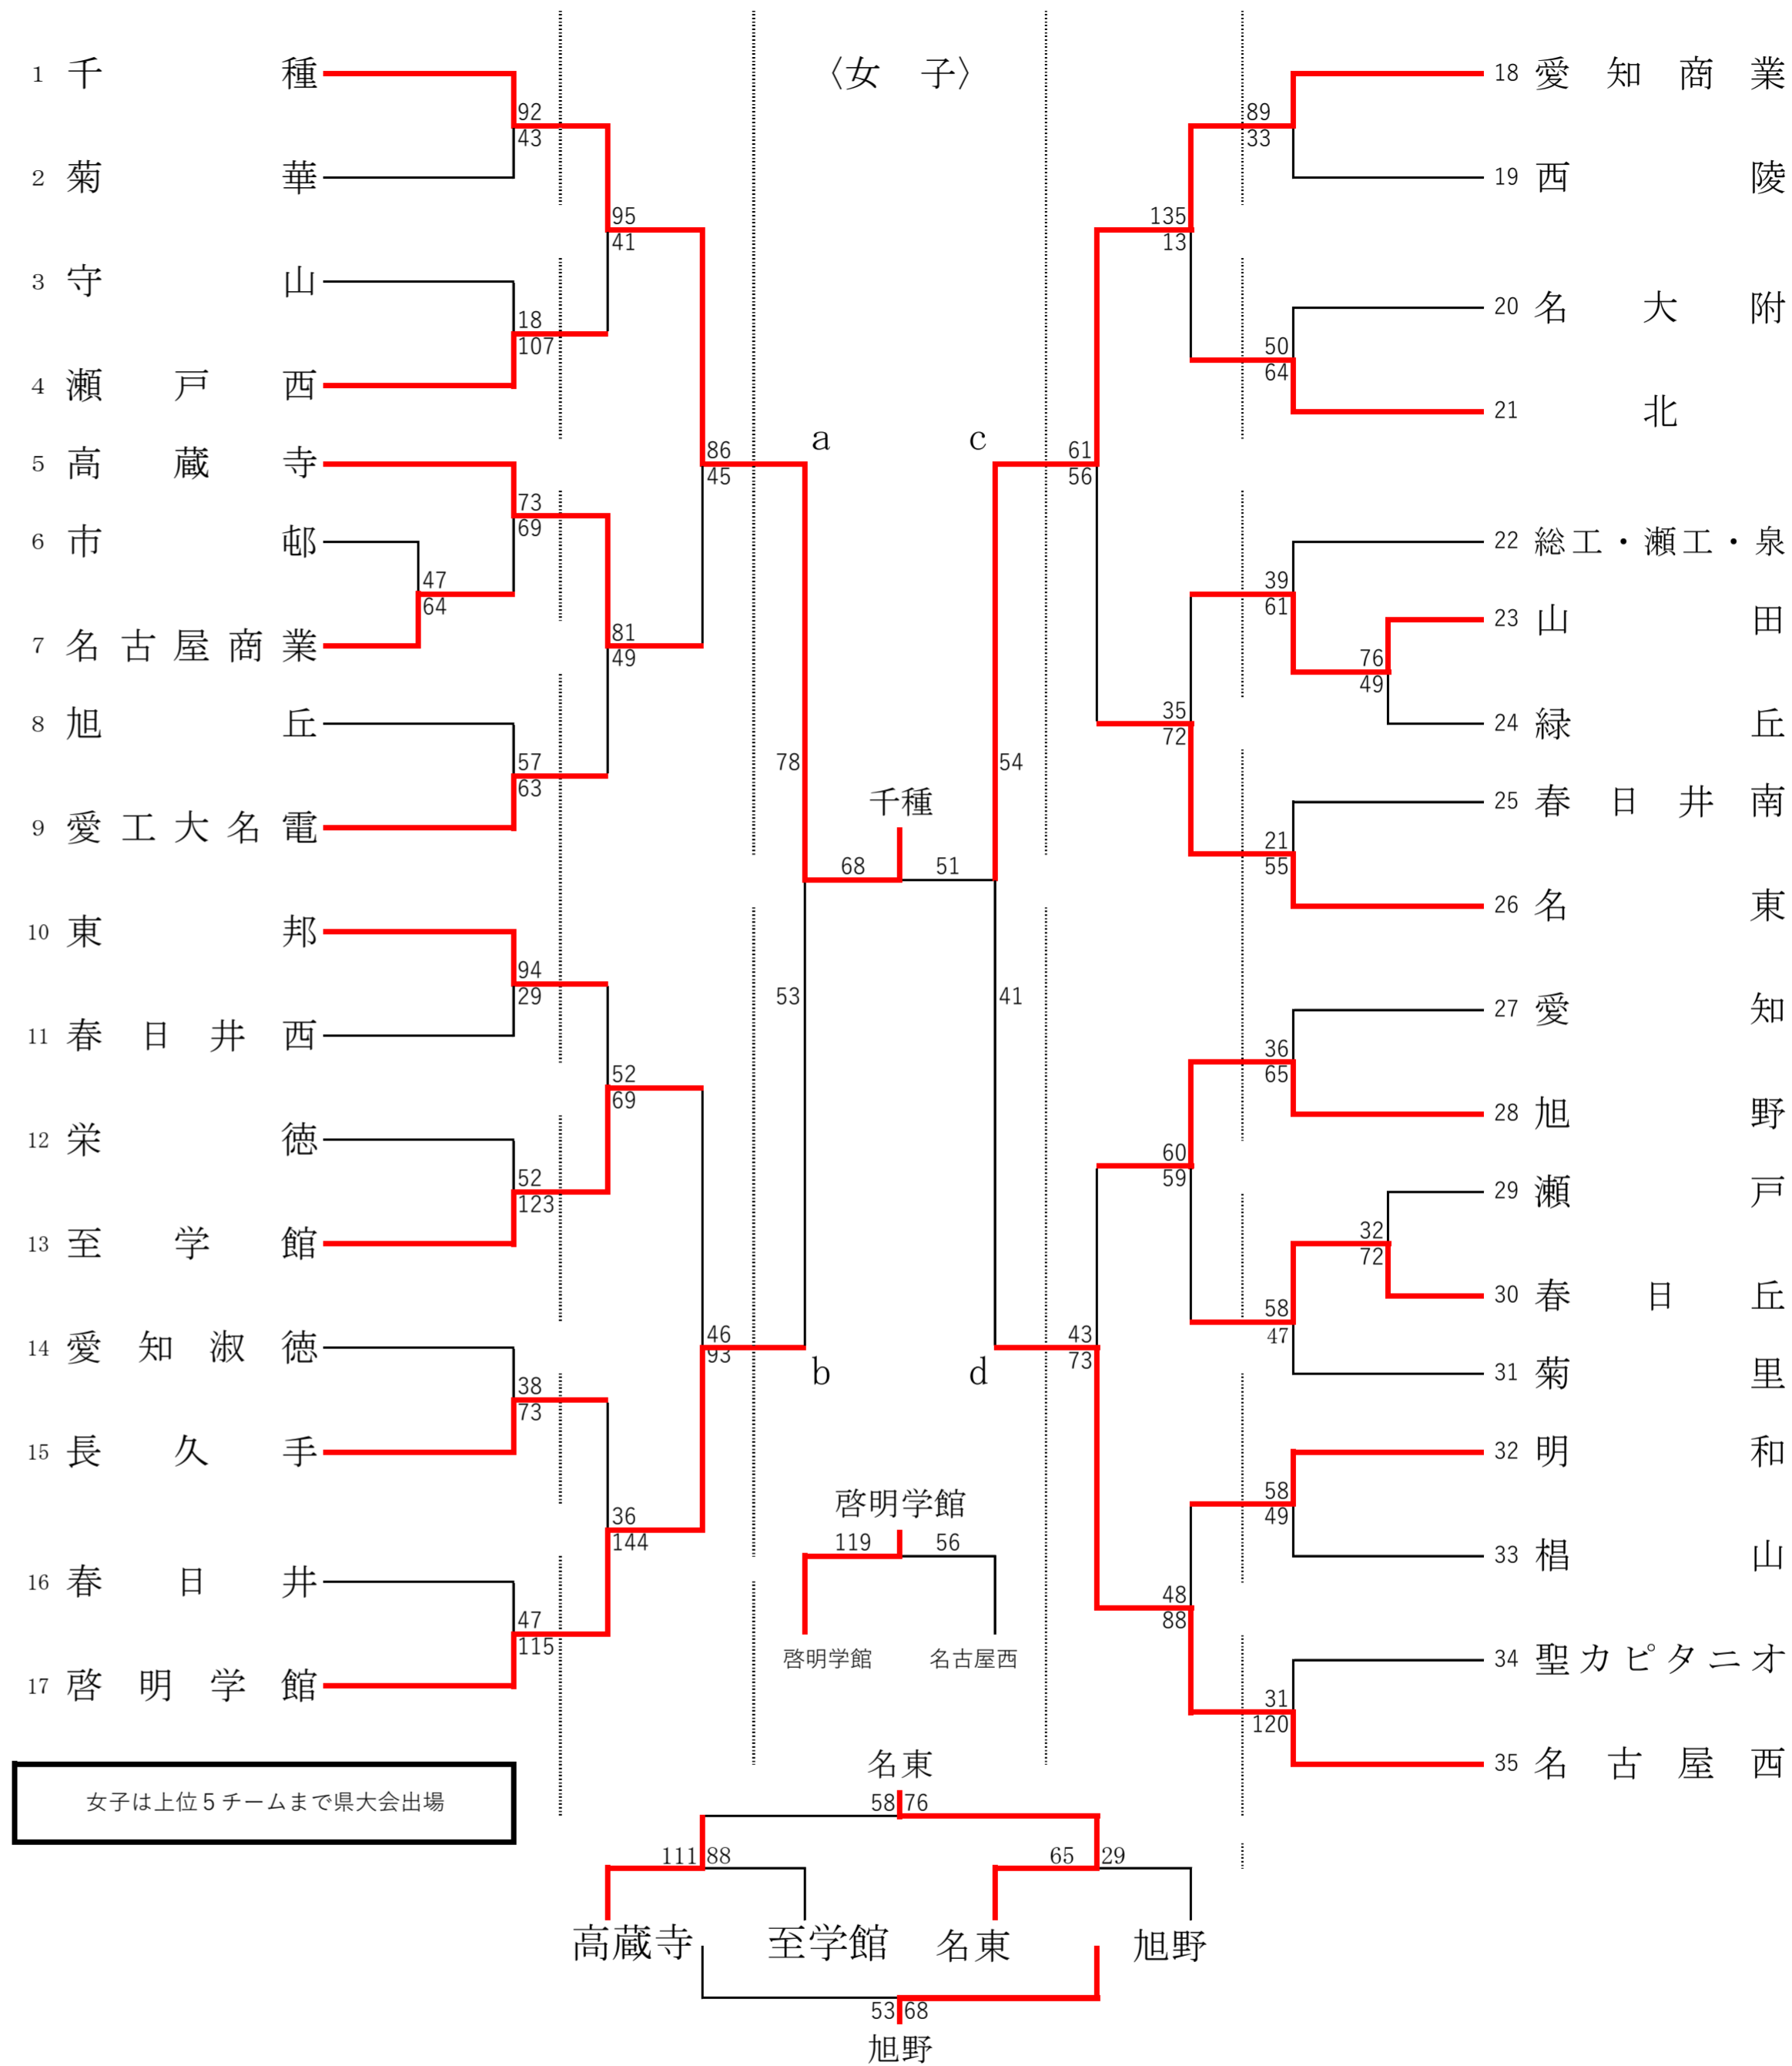 〈女　子〉
1 千種
92
43
2 菊華
95
41
3 守山
18
107
4 瀬戸西
86
45
5 高蔵寺
73
69
6 市邨
47
64
7 名古屋商業
81
49
8 旭丘
57
63
9 愛工大名電
10 東邦
94
29
11 春日井西
52
69
12 栄徳
52
123
13 至学館
46
93
14 愛知淑徳
38
73
15 長久手
36
144
16 春日井
47
115
17 啓明学館
a
b
c
d
78
53
54
41
千種
68 51
18 愛知商業
89
33
19 西陵
135
13
20 名大附
50
64
21 北
61
56
22 総工・瀬工・泉
39
61
23 山田
76
49
24 緑丘
35
72
25 春日井南
21
55
26 名東
27 愛知
36
65
28 旭野
60
59
29 瀬戸
32
72
30 春日丘
58
47
31 菊里
43
73
32 明和
58
49
33 椙山
48
88
34 聖カピタニオ
31
120
35 名古屋西
啓明学館
119 56
啓明学館 名古屋西
女子は上位５チームまで県大会出場
名東
58 76
111 88 65 29
高蔵寺 至学館 名東 旭野
53 68
旭野